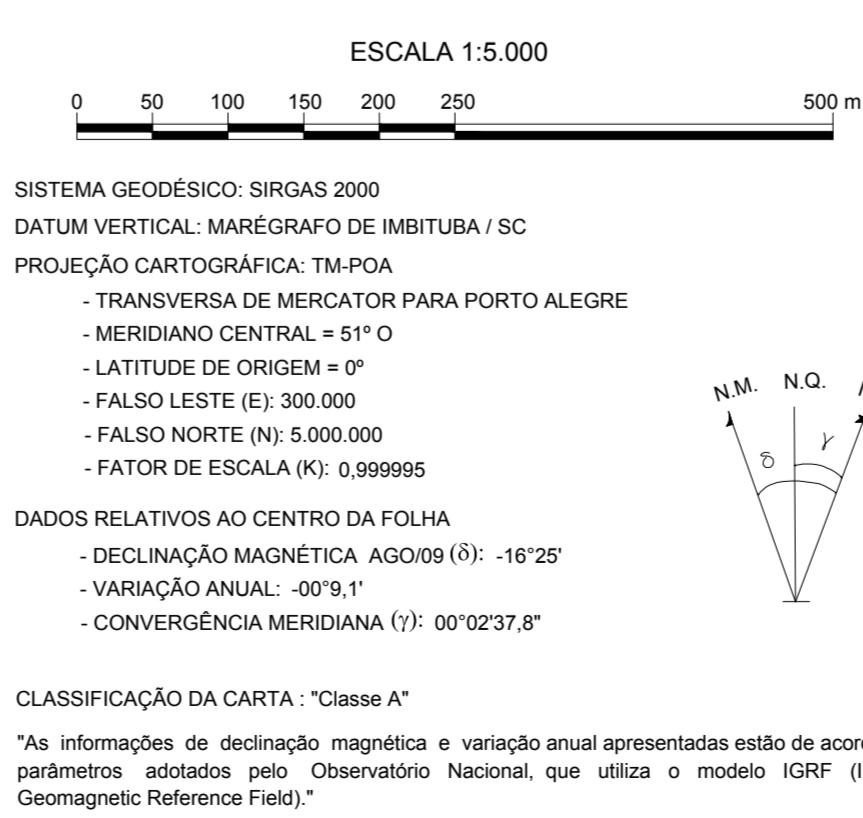 ESCALA 1:5.000
0 50 100 150 200 250 500 m
SISTEMA GEODÉSICO: SIRGAS 2000
DATUM VERTICAL: MARÉGRAFO DE IMBITUBA / SC
PROJEÇÃO CARTOGRÁFICA: TM-POA
- TRANSVERSA DE MERCATOR PARA PORTO ALEGRE
- MERIDIANO CENTRAL = 51º O
- LATITUDE DE ORIGEM = 0º
- FALSO LESTE (E): 300.000
- FALSO NORTE (N): 5.000.000
- FATOR DE ESCALA (K): 0,999995
N.M. N.Q.
δ γ
DADOS RELATIVOS AO CENTRO DA FOLHA
- DECLINAÇÃO MAGNÉTICA AGO/09 (δ): -16°25'
- VARIAÇÃO ANUAL: -00°9,1'
- CONVERGÊNCIA MERIDIANA (γ): 00°02'37,8"
CLASSIFICAÇÃO DA CARTA : "Classe A"
"As informações de declinação magnética e variação anual apresentadas estão de acor
parâmetros adotados pelo Observatório Nacional, que utiliza o modelo IGRF (I
Geomagnetic Reference Field)."